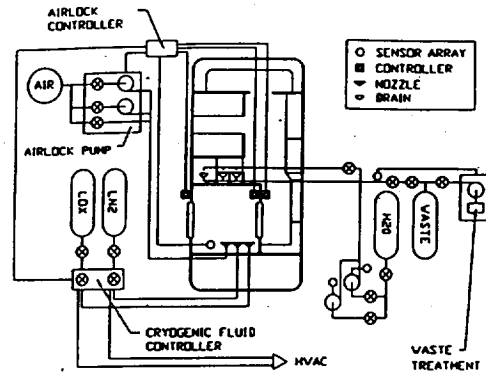 AIRLOCK
CONTROLLER
AIR
AIRLOCK PUMP
SENSOR ARRAY
CONTROLLER
NOZZLE
DRAIN
LOX
LN2
H2O
WASTE
CRYOGENIC FLUID
CONTROLLER
HVAC
WASTE
TREATMENT